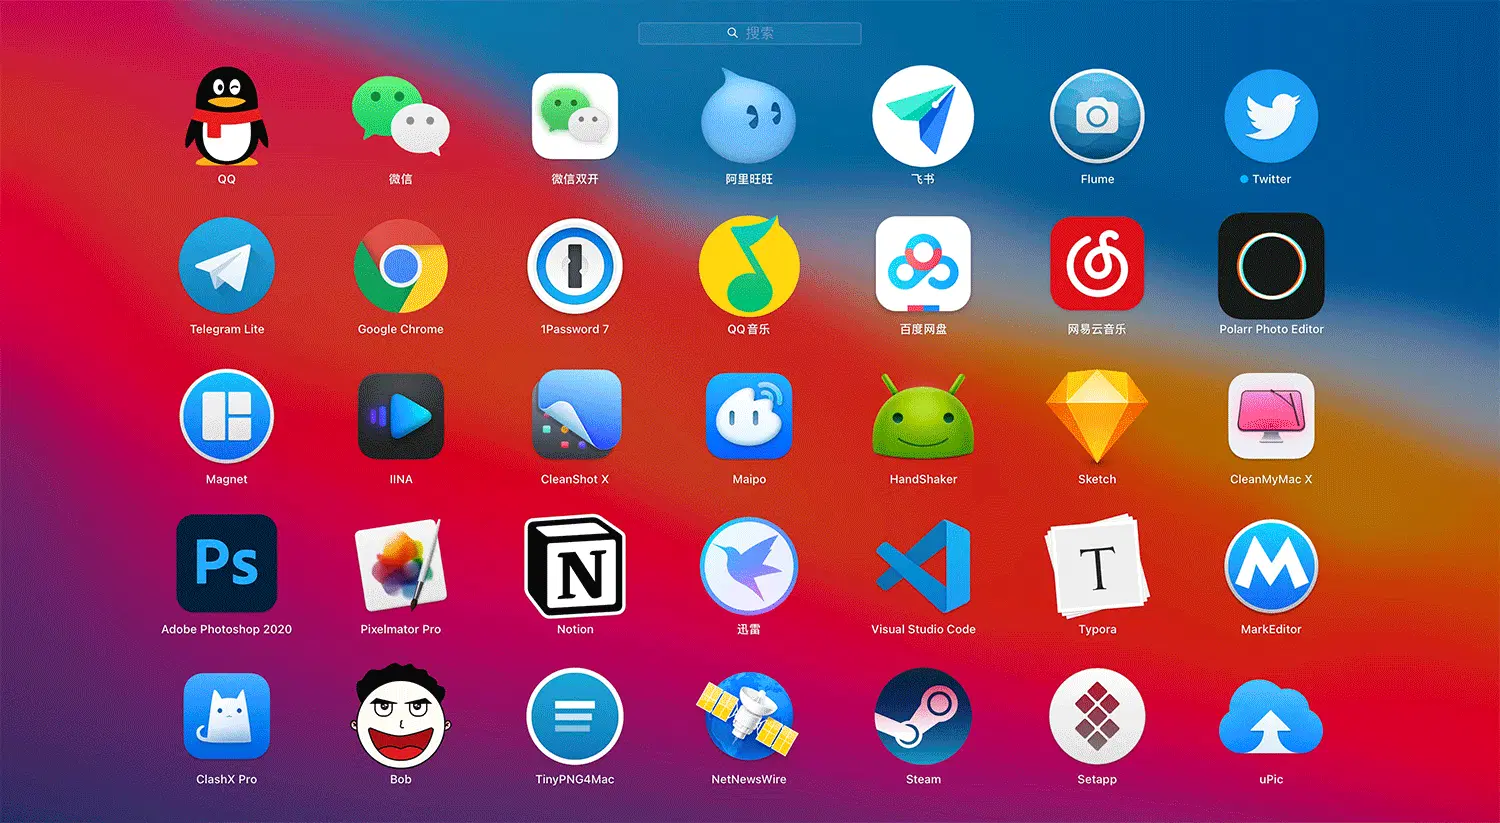 搜索
QQ
微信
微信双开
阿里旺旺
飞书
Flume
Twitter
Telegram Lite
Google Chrome
1Password 7
QQ音乐
百度网盘
网易云音乐
Polarr Photo Editor
Magnet
IINA
CleanShot X
Maipo
HandShaker
Sketch
CleanMyMac X
Ps
N
T
M
Adobe Photoshop 2020
Pixelmator Pro
Notion
迅雷
Visual Studio Code
Typora
MarkEditor
ClashX Pro
Bob
TinyPNG4Mac
NetNewsWire
Steam
Setapp
uPic